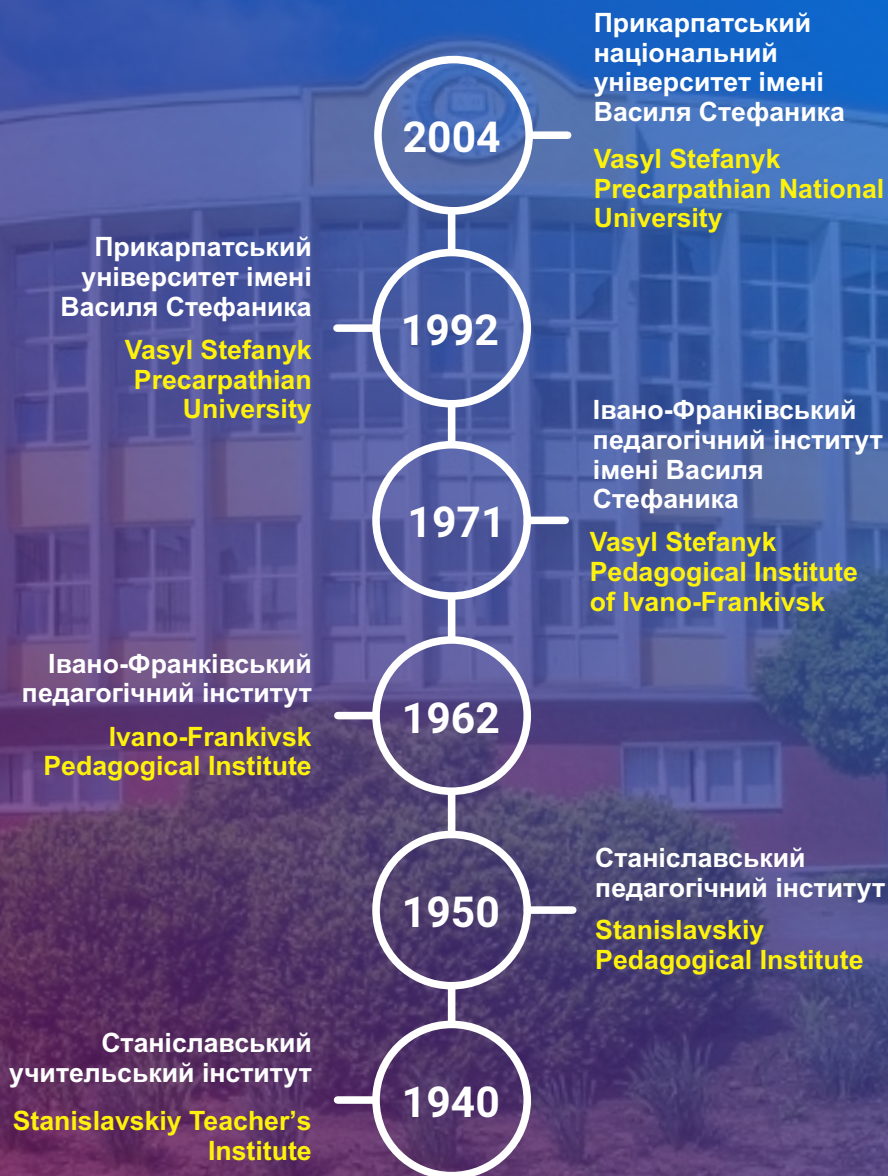 2004
Прикарпатський
національний
університет імені
Василя Стефаника
Vasyl Stefanyk
Precarpathian National
University
1992
Прикарпатський
університет імені
Василя Стефаника
Vasyl Stefanyk
Precarpathian
University
1971
Івано-Франківський
педагогічний інститут
імені Василя
Стефаника
Vasyl Stefanyk
Pedagogical Institute
of Ivano-Frankivsk
1962
Івано-Франківський
педагогічний інститут
Ivano-Frankivsk
Pedagogical Institute
1950
Станіславський
педагогічний інститут
Stanislavskiy
Pedagogical Institute
1940
Станіславський
учительський інститут
Stanislavskiy Teacher’s
Institute